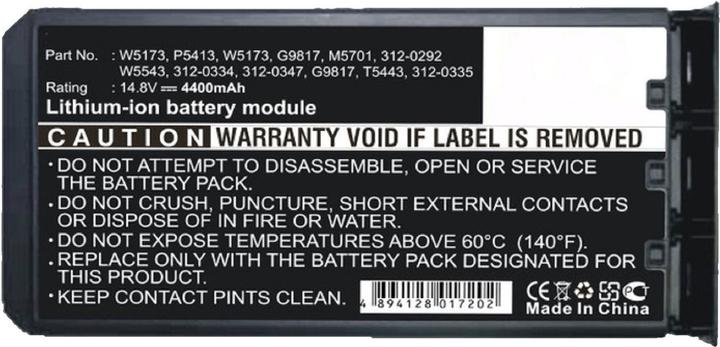 Part No. : W5173, P5413, W5173, G9817, M5701, 312-0292
W5543, 312-0334, 312-0347, G9817, T5443, 312-0335
Rating : 14.8V 4400mAh
Lithium-ion battery module
CAUTION WARRANTY VOID IF LABEL IS REMOVED
·DO NOT ATTEMPT TO DISASSEMBLE, OPEN OR SERVICE
THE BATTERY PACK.
·DO NOT CRUSH, PUNCTURE, SHORT EXTERNAL CONTACTS
OR DISPOSE OF IN FIRE OR WATER.
·DO NOT EXPOSE TEMPERATURES ABOVE 60°C (140°F).
·REPLACE ONLY WITH THE BATTERY PACK DESIGNATED FOR
THIS PRODUCT.
·KEEP CONTACT PINTS CLEAN.
4 894128 017202
CE
Made In China